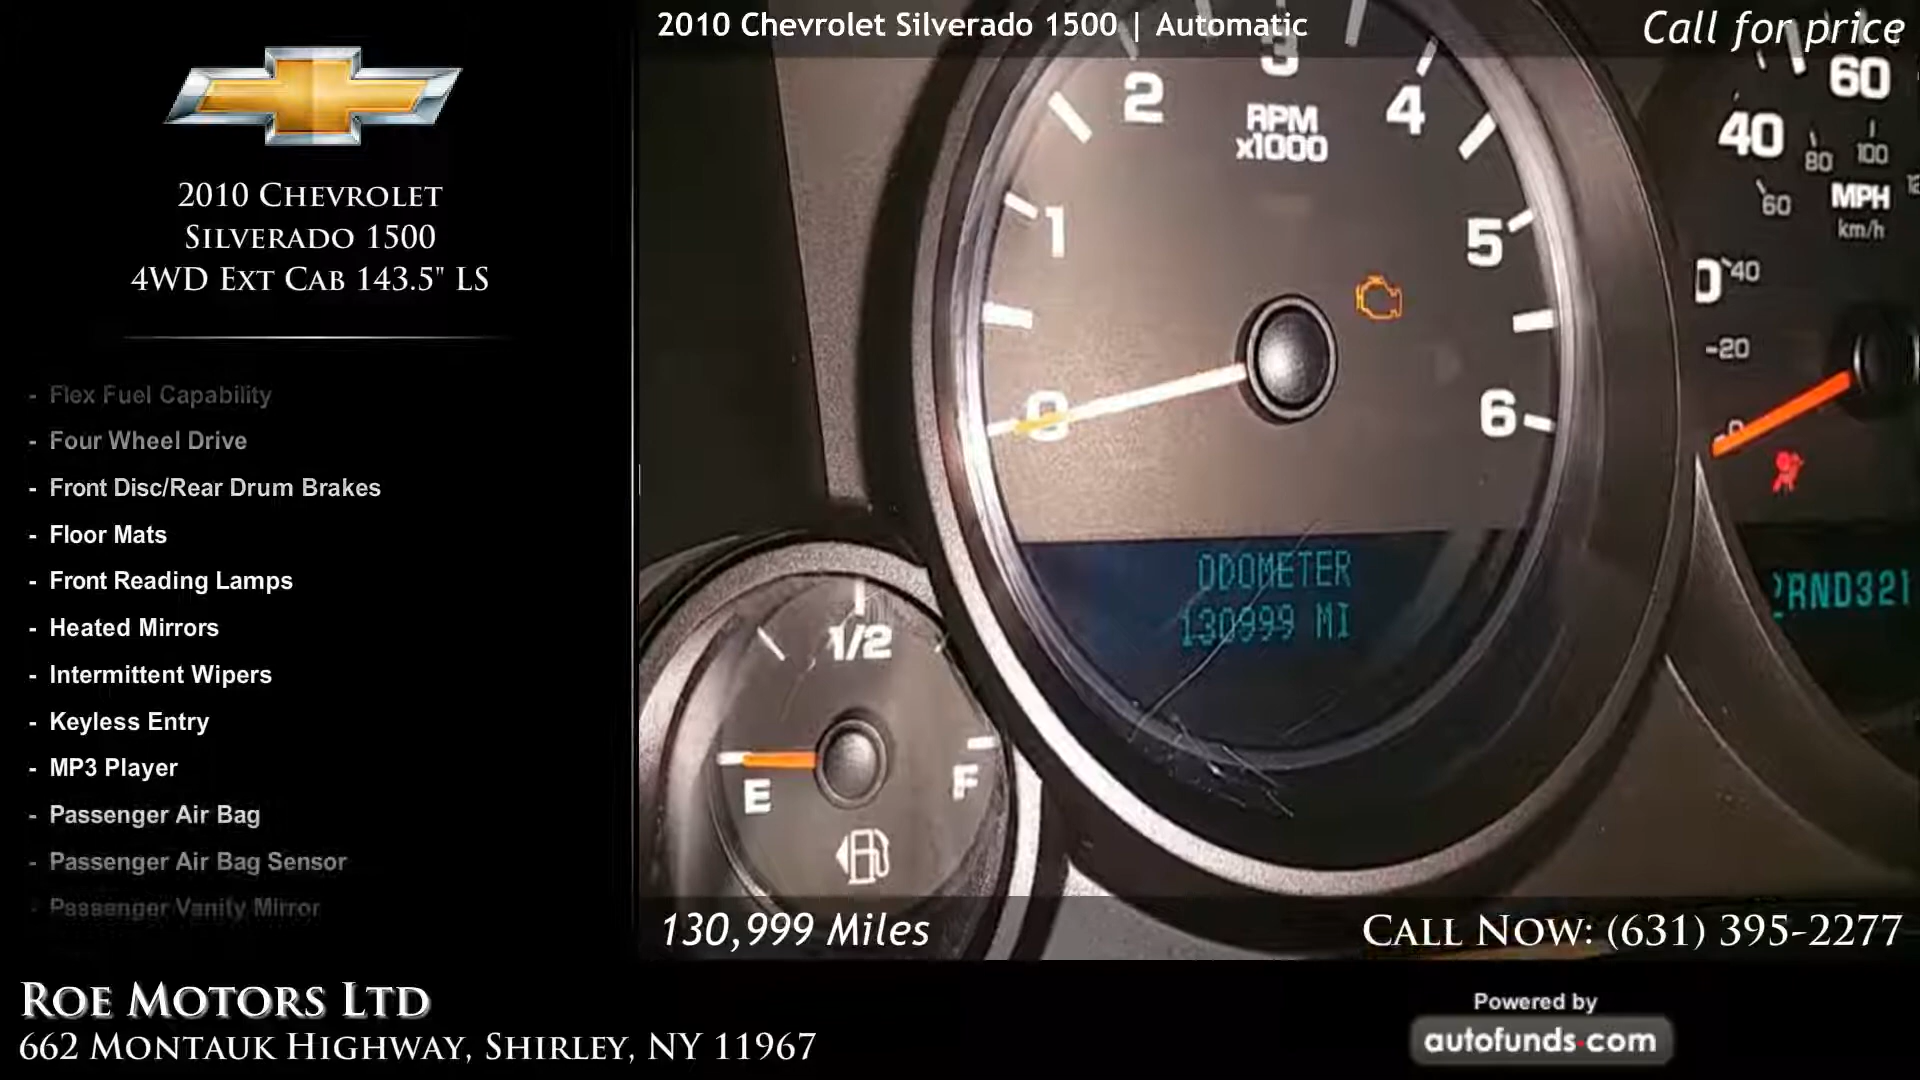 2010 Chevrolet Silverado 1500 | Automatic
Call for price
2010 Chevrolet
Silverado 1500
4WD Ext Cab 143.5" LS
- Flex Fuel Capability
- Four Wheel Drive
- Front Disc/Rear Drum Brakes
- Floor Mats
- Front Reading Lamps
- Heated Mirrors
- Intermittent Wipers
- Keyless Entry
- MP3 Player
- Passenger Air Bag
- Passenger Air Bag Sensor
- Passenger Vanity Mirror
0 1 2 3 4 5 6
RPM
x1000
ODOMETER
130999 MI
E 1/2 F
0 40 60
0 20 40 60 80 100
MPH
km/h
RND321
130,999 Miles
Call Now: (631) 395-2277
Roe Motors Ltd
662 Montauk Highway, Shirley, NY 11967
Powered by
autofunds.com